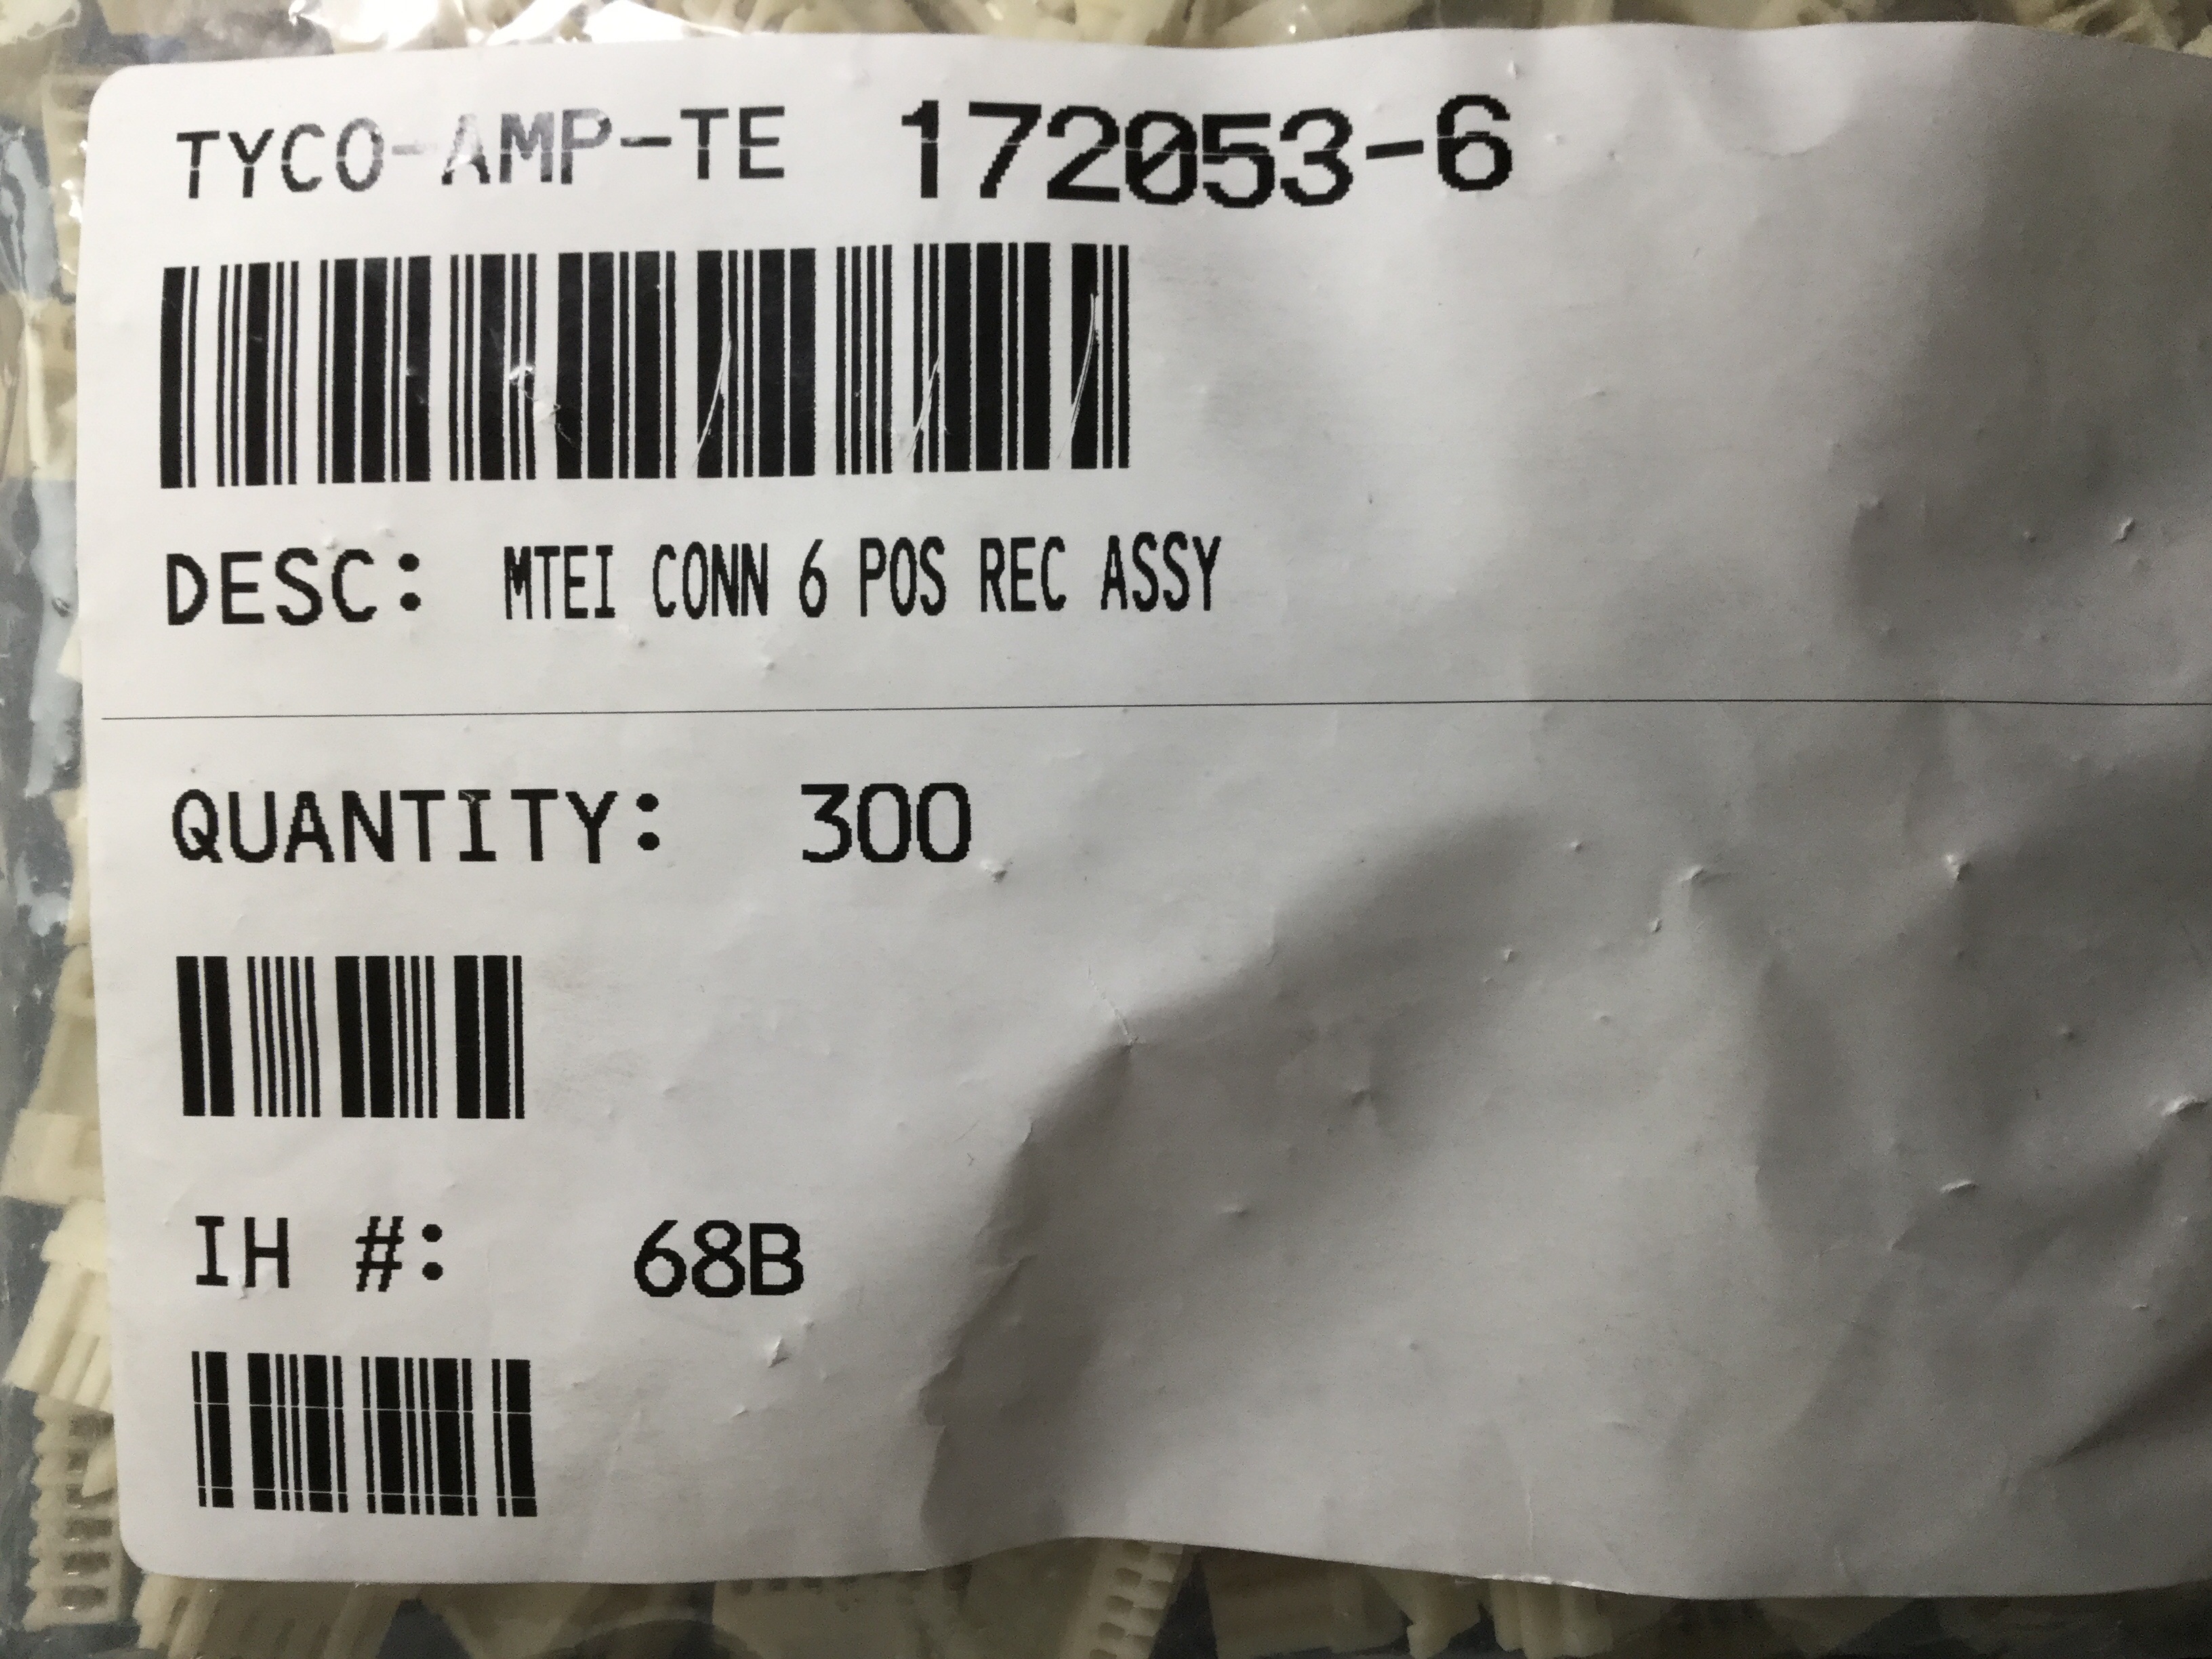 TYCO-AMP-TE 172053-6
DESC: MTEI CONN 6 POS REC ASSY
QUANTITY: 300
IH #: 68B